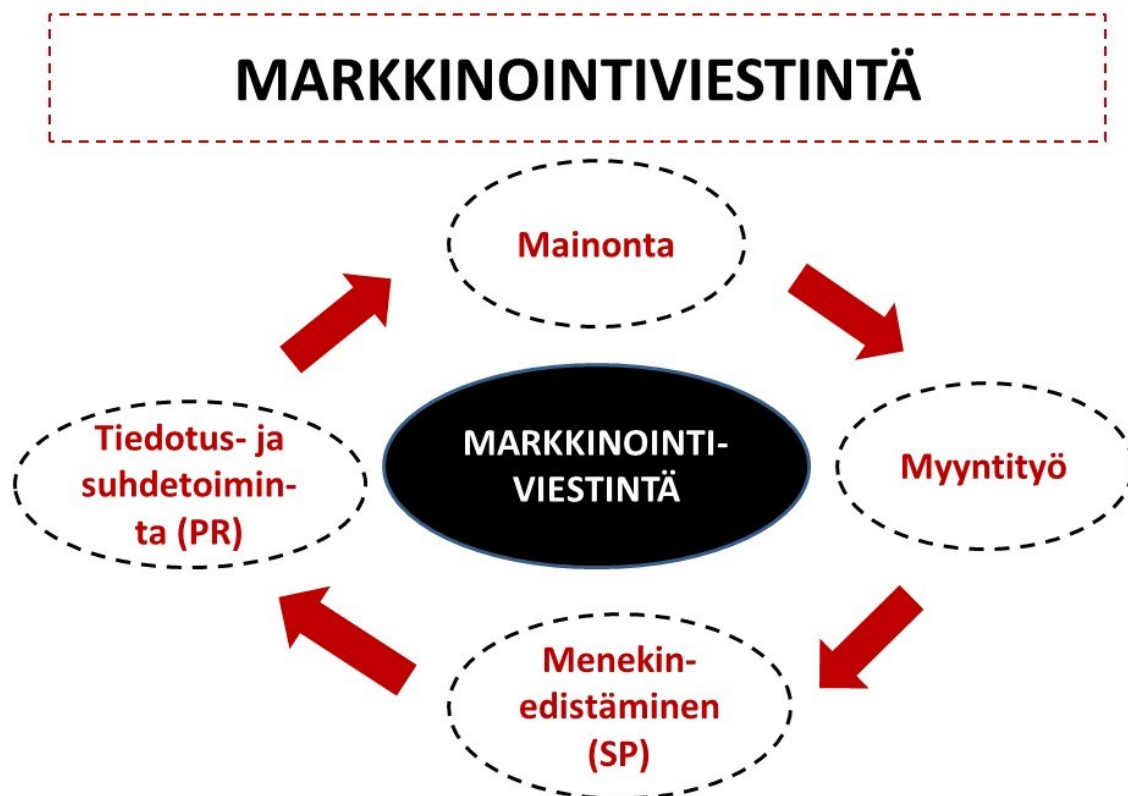 MARKKINOINTIVIESTINTÄ
Mainonta
Tiedotus- ja
suhdetoimin-
ta (PR)
MARKKINOINTI-
VIESTINTÄ
Myyntityö
Menekin-
edistäminen
(SP)